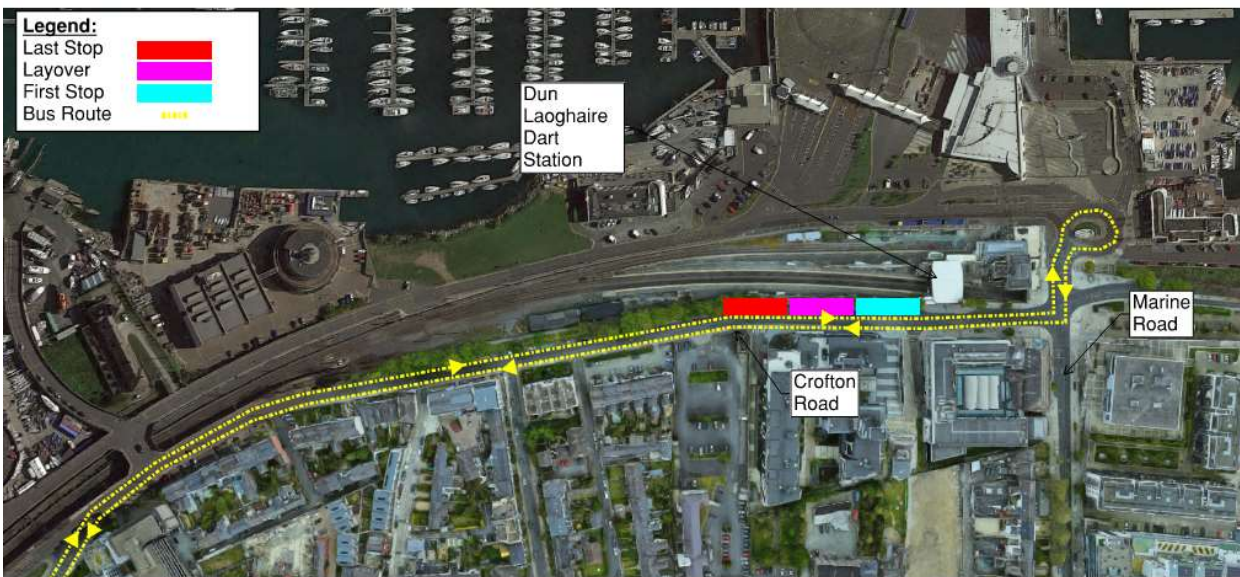 Legend:
Last Stop
Layover
First Stop
Bus Route
Dun
Laoghaire
Dart
Station
Marine
Road
Crofton
Road